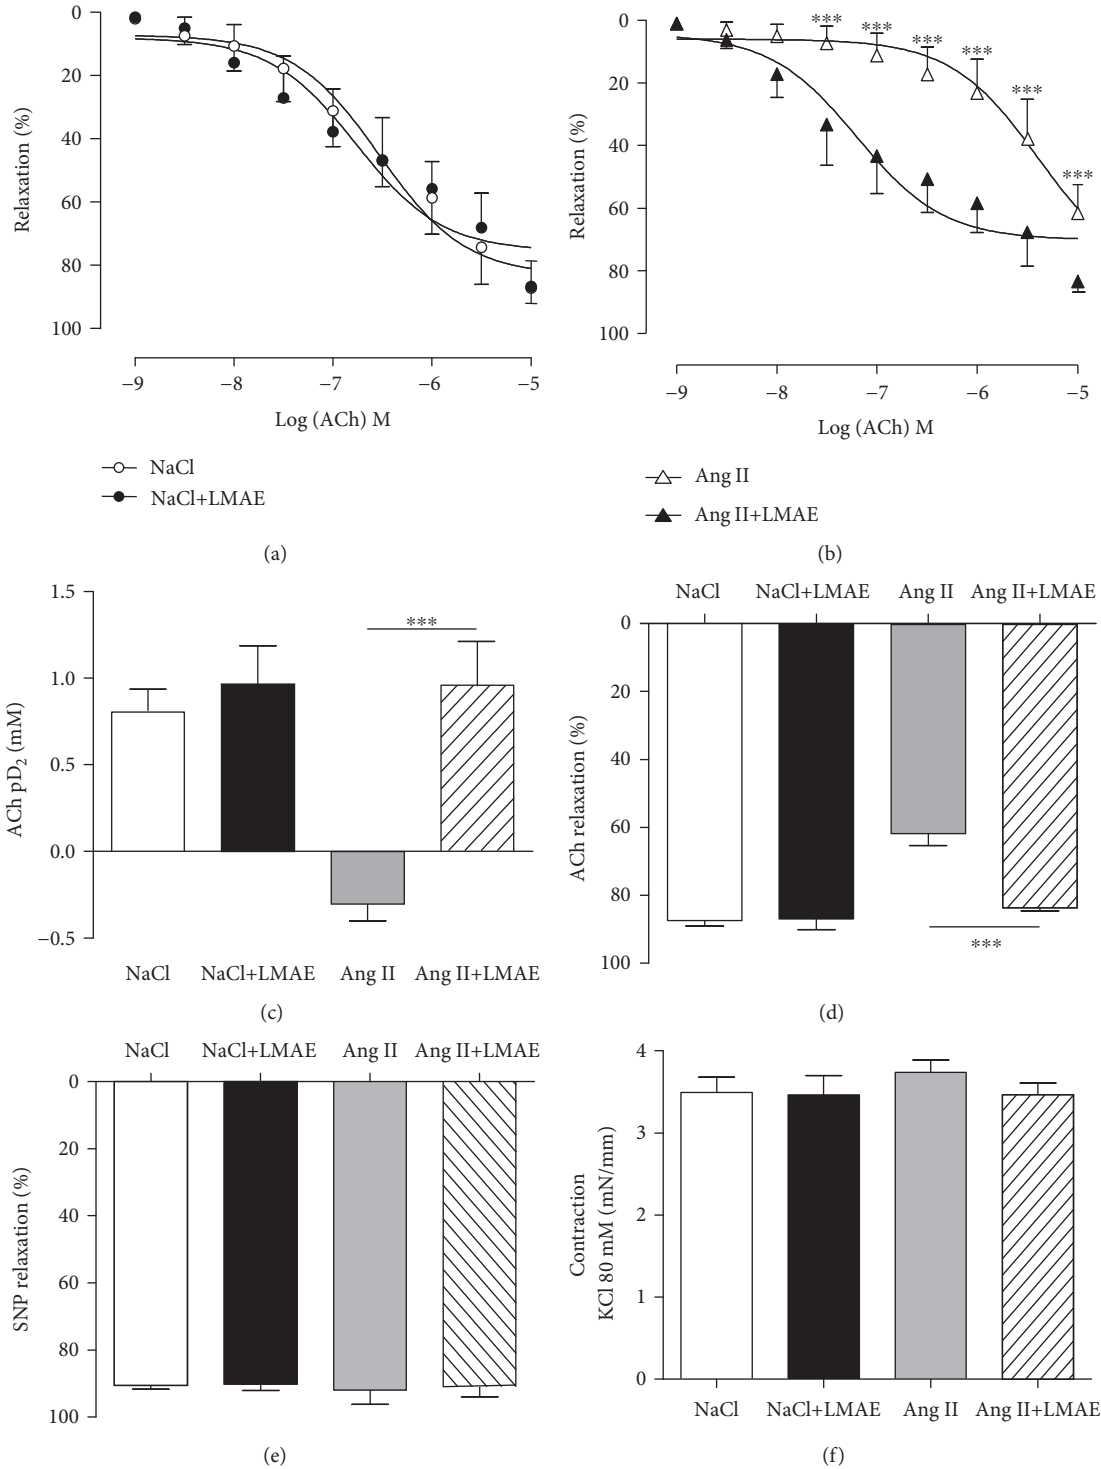 0
20
40
60
80
100
Relaxation (%)
−9 −8 −7 −6 −5
Log (ACh) M
NaCl
NaCl+LMAE
(a)
0
20
40
60
80
100
Relaxation (%)
*** *** *** *** *** ***
−9 −8 −7 −6 −5
Log (ACh) M
Ang II
Ang II+LMAE
(b)
1.5
1.0
0.5
0.0
−0.5
ACh pD2 (mM)
***
NaCl NaCl+LMAE Ang II Ang II+LMAE
(c)
NaCl NaCl+LMAE Ang II Ang II+LMAE
0
20
40
60
80
100
ACh relaxation (%)
***
(d)
NaCl NaCl+LMAE Ang II Ang II+LMAE
0
20
40
60
80
100
SNP relaxation (%)
(e)
4
3
2
1
0
Contraction
KCl 80 mM (mN/mm)
NaCl NaCl+LMAE Ang II Ang II+LMAE
(f)